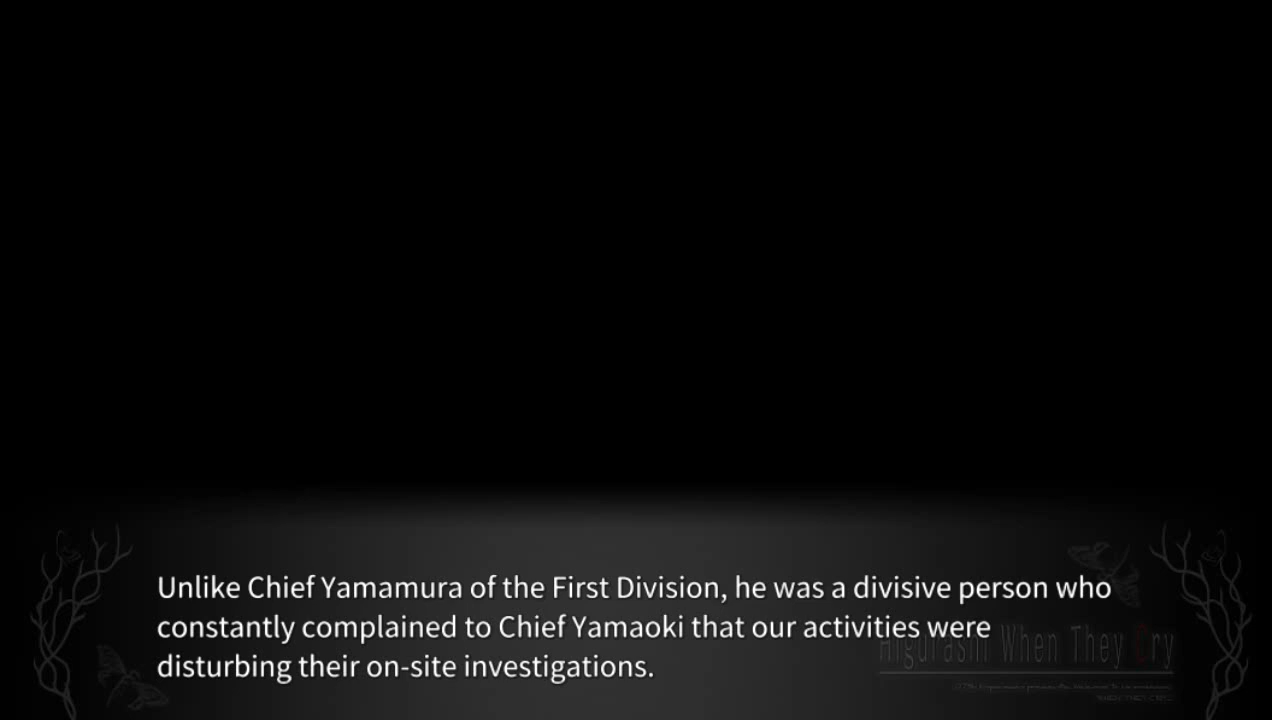 Unlike Chief Yamamura of the First Division, he was a divisive person who
constantly complained to Chief Yamaoki that our activities were
disturbing their on-site investigations.
Higurashi When They Cry